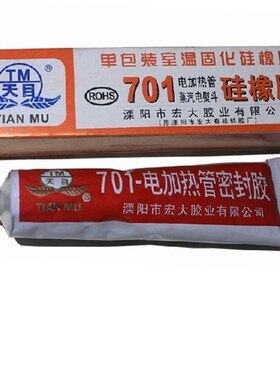 TM
天目
TIAN MU
单包装室温固化硅橡
ROHS
701
电加热管
蒸汽电熨斗
硅橡
溧阳市宏大胶业有限公司
TM
天目
TIAN MU
701-电加热管密封胶
溧阳市宏大胶业有限公司